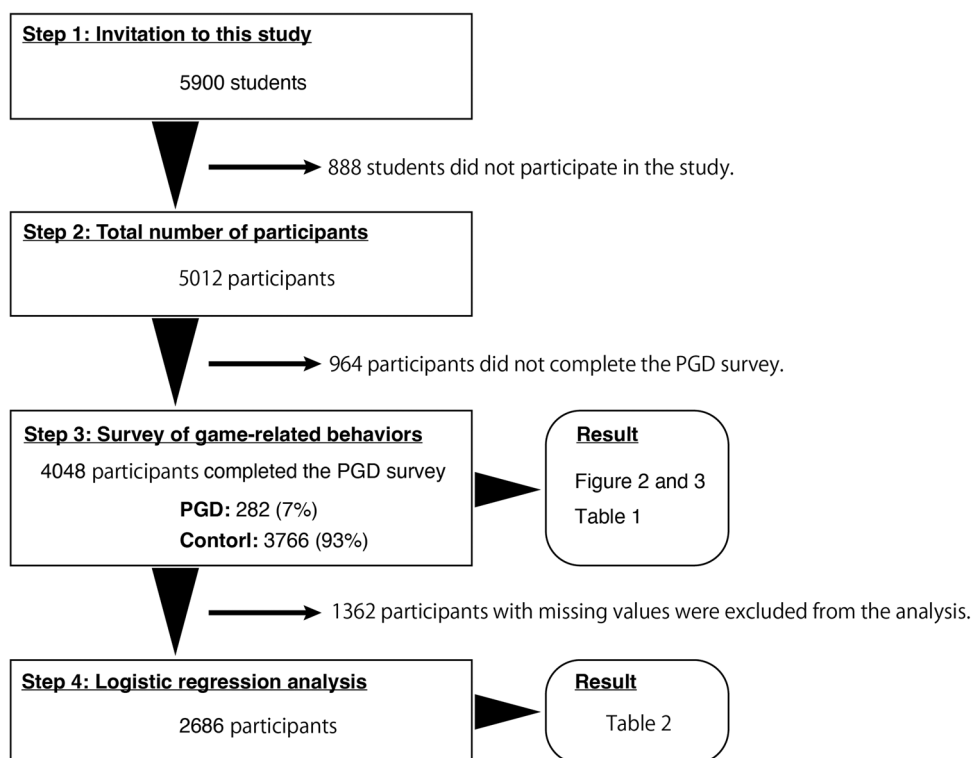 Step 1: Invitation to this study
5900 students
888 students did not participate in the study.
Step 2: Total number of participants
5012 participants
964 participants did not complete the PGD survey.
Step 3: Survey of game-related behaviors
4048 participants completed the PGD survey
PGD: 282 (7%)
Contorl: 3766 (93%)
Result
Figure 2 and 3
Table 1
1362 participants with missing values were excluded from the analysis.
Step 4: Logistic regression analysis
2686 participants
Result
Table 2